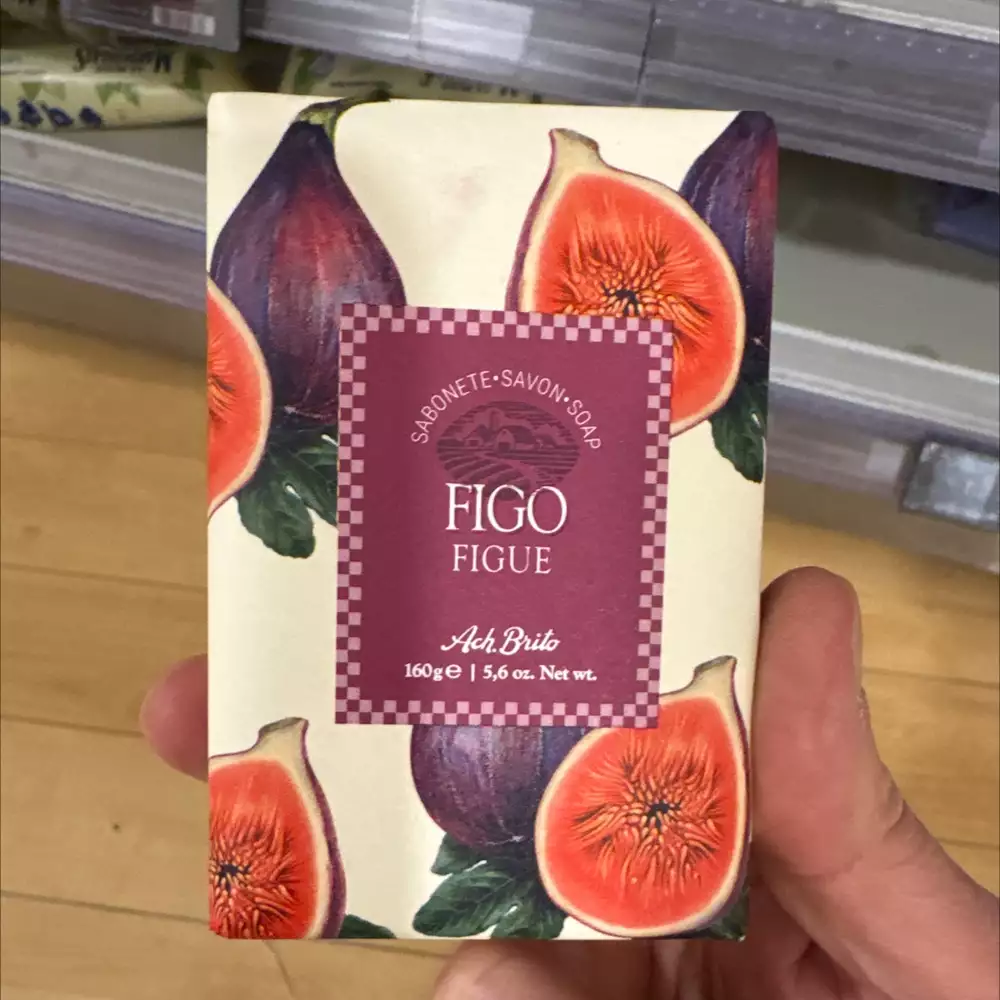 SABONETE•SAVON•SOAP
FIGO
FIGUE
Ach. Brito
160g℮ | 5,6 oz. Net wt.